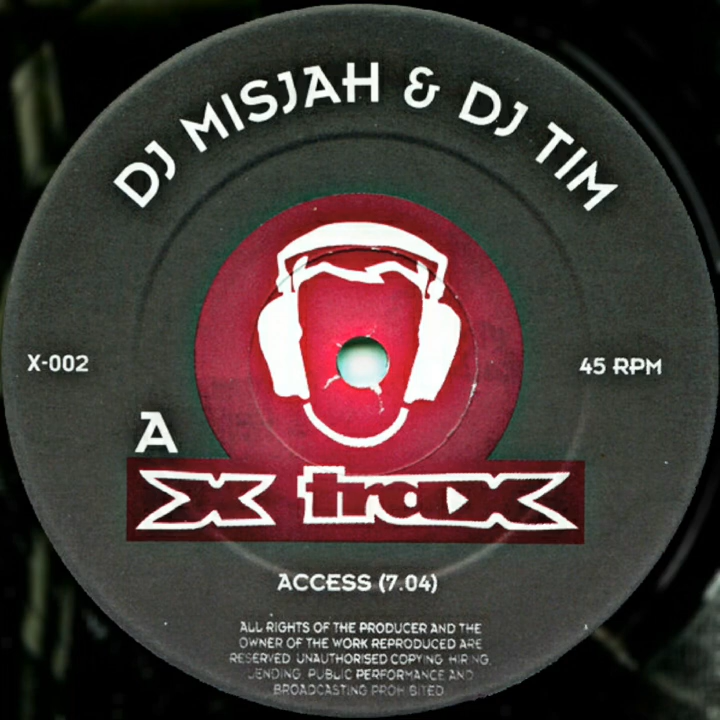 DJ MISJAH & DJ TIM
X-002
45 RPM
A
X trax
ACCESS (7.04)
ALL RIGHTS OF THE PRODUCER AND THE
OWNER OF THE WORK REPRODUCED ARE
RESERVED. UNAUTHORISED COPYING, HIRING,
LENDING, PUBLIC PERFORMANCE AND
BROADCASTING PROHIBITED